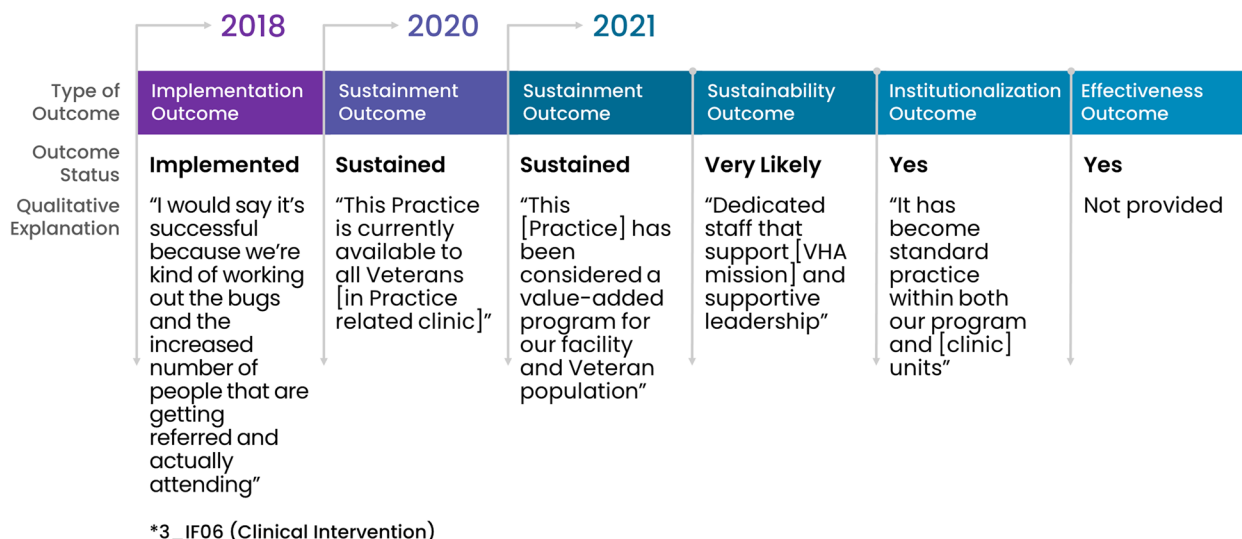 2018
2020
2021
Type of
Outcome
Implementation
Outcome
Sustainment
Outcome
Sustainment
Outcome
Sustainability
Outcome
Institutionalization
Outcome
Effectiveness
Outcome
Outcome
Status
Implemented
Sustained
Sustained
Very Likely
Yes
Yes
Qualitative
Explanation
“I would say it’s
successful
because we’re
kind of working
out the bugs
and the
increased
number of
people that are
getting
referred and
actually
attending”
“This Practice
is currently
available to
all Veterans
[in Practice
related clinic]”
“This
[Practice] has
been
considered a
value-added
program for
our facility
and Veteran
population”
“Dedicated
staff that
support [VHA
mission] and
supportive
leadership”
“It has
become
standard
practice
within both
our program
and [clinic]
units”
Not provided
*3_IF06 (Clinical Intervention)